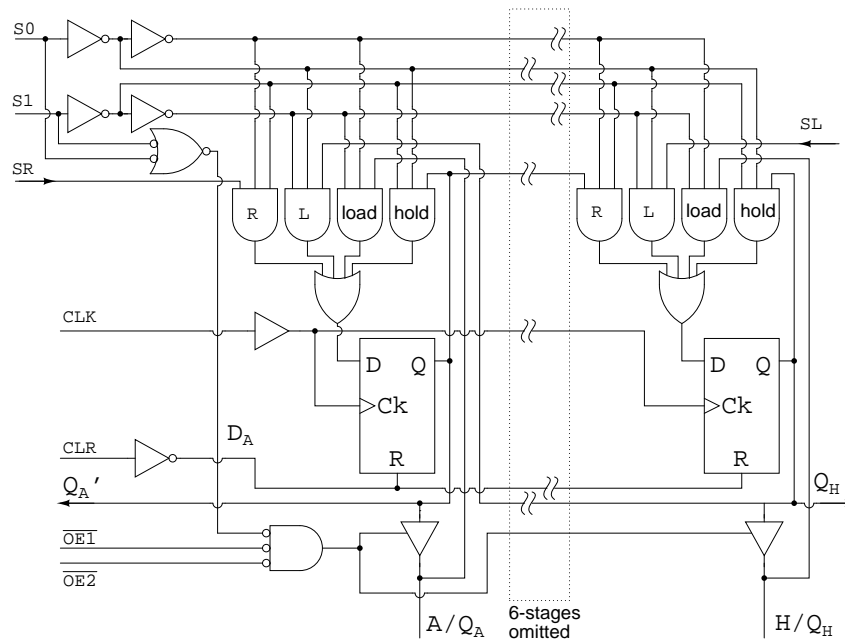 S0
S1
SL
SR
R L load hold R L load hold
CLK
D Q D Q
Ck Ck
D_A
CLR
R R
Q_A' Q_H
OE1
OE2
A/Q_A 6-stages omitted H/Q_H